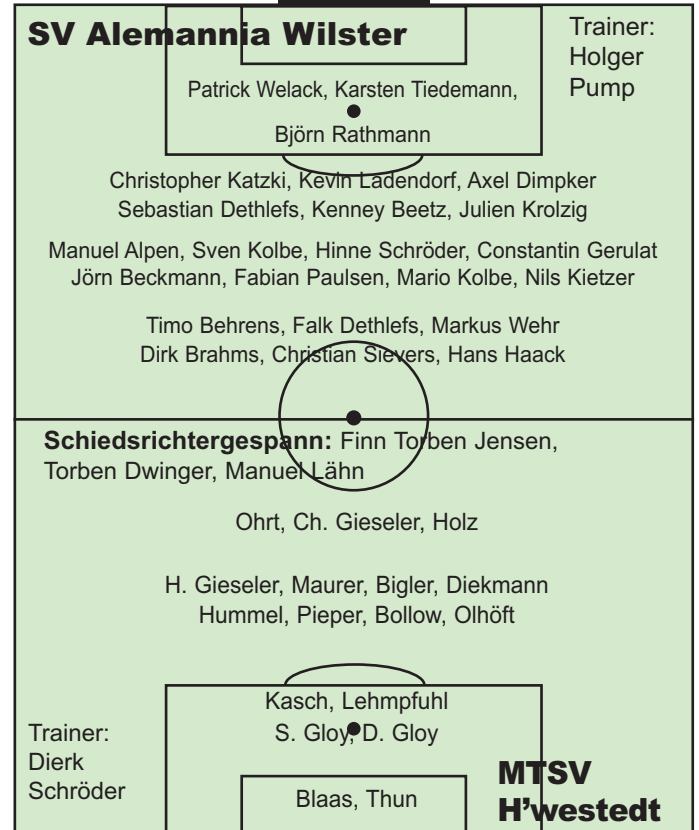 SV Alemannia Wilster
Trainer:
Holger
Pump
Patrick Welack, Karsten Tiedemann,
Björn Rathmann
Christopher Katzki, Kevin Ladendorf, Axel Dimpker
Sebastian Dethlefs, Kenney Beetz, Julien Krolzig
Manuel Alpen, Sven Kolbe, Hinne Schröder, Constantin Gerulat
Jörn Beckmann, Fabian Paulsen, Mario Kolbe, Nils Kietzer
Timo Behrens, Falk Dethlefs, Markus Wehr
Dirk Brahms, Christian Sievers, Hans Haack
Schiedsrichtergespann: Finn Torben Jensen,
Torben Dwinger, Manuel Lähn
Ohrt, Ch. Gieseler, Holz
H. Gieseler, Maurer, Bigler, Diekmann
Hummel, Pieper, Bollow, Olhöft
Kasch, Lehmpfuhl
S. Gloy, D. Gloy
Blaas, Thun
Trainer:
Dierk
Schröder
MTSV
H'westedt